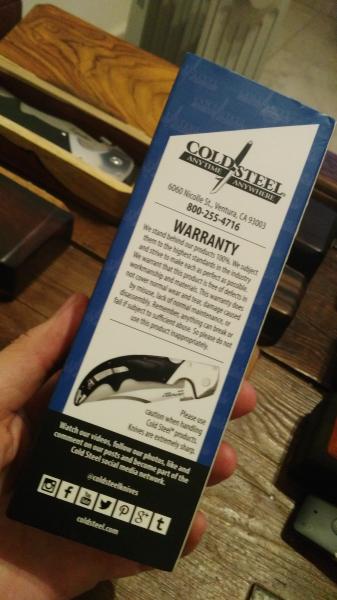 COLD STEEL
ANY TIME ANYWHERE
6060 Nicolle St., Ventura, CA 93003
800-255-4716
WARRANTY
We stand behind our products 100%. We subject
them to the highest standards in the industry
and strive to make each as perfect as possible.
We warrant that this product is free of defects in
workmanship and materials. This warranty does
not cover normal wear and tear, damage caused
by misuse, lack of normal maintenance, or
disassembly. Remember, anything can break or
fail if subject to sufficient abuse. So please do not
use this product inappropriately.
Please use
caution when handling
Cold Steel® products.
Knives are extremely sharp.
Watch our videos, follow our photos, like and
comment on our posts and become part of the
Cold Steel social media network.
@coldsteelknives
f You Tube g+ t
coldsteel.com